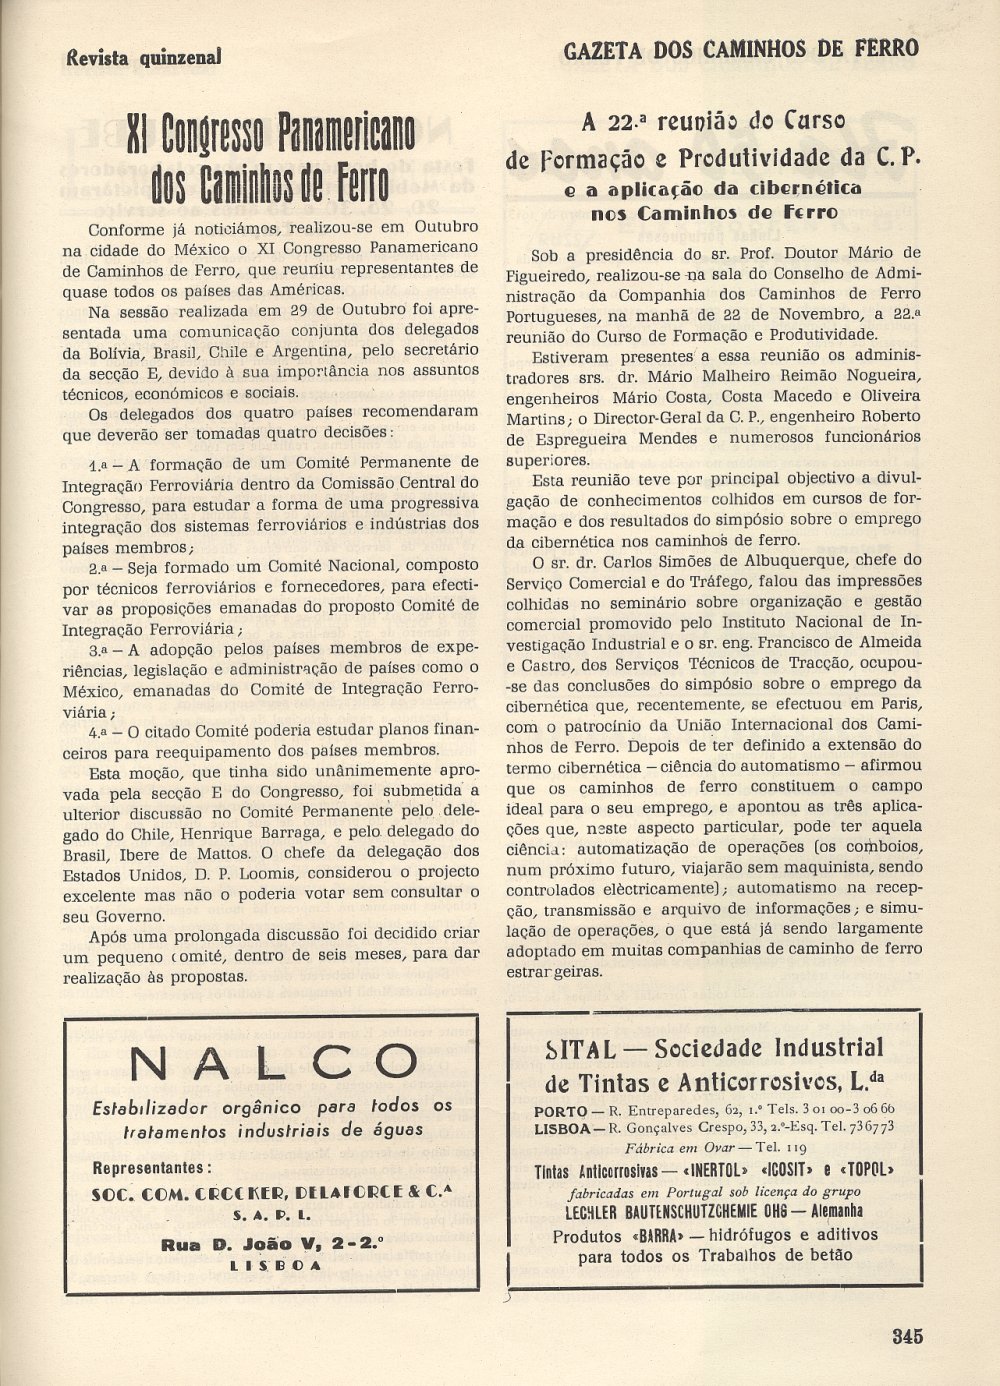 Revista quinzenal
GAZETA DOS CAMINHOS DE FERRO
XI Congresso Panamericano
dos Caminhos de Ferro
Conforme já noticiámos, realizou-se em Outubro
na cidade do México o XI Congresso Panamericano
de Caminhos de Ferro, que reuniu representantes de
quase todos os países das Américas.
Na sessão realizada em 29 de Outubro foi apre-
sentada uma comunicação conjunta dos delegados
da Bolívia, Brasil, Chile e Argentina, pelo secretário
da secção E, devido à sua importância nos assuntos
técnicos, económicos e sociais.
Os delegados dos quatro países recomendaram
que deverão ser tomadas quatro decisões:
1.ª — A formação de um Comité Permanente de
Integração Ferroviária dentro da Comissão Central do
Congresso, para estudar a forma de uma progressiva
integração dos sistemas ferroviários e indústrias dos
países membros;
2.ª — Seja formado um Comité Nacional, composto
por técnicos ferroviários e fornecedores, para efecti-
var as proposições emanadas do proposto Comité de
Integração Ferroviária;
3.ª — A adopção pelos países membros de expe-
riências, legislação e administração de países como o
México, emanadas do Comité de Integração Ferro-
viária;
4.ª — O citado Comité poderia estudar planos finan-
ceiros para reequipamento dos países membros.
Esta moção, que tinha sido unânimemente apro-
vada pela secção E do Congresso, foi submetida a
ulterior discussão no Comité Permanente pelo dele-
gado do Chile, Henrique Barraga, e pelo delegado do
Brasil, Ibere de Mattos. O chefe da delegação dos
Estados Unidos, D. P. Loomis, considerou o projecto
excelente mas não o poderia votar sem consultar o
seu Governo.
Após uma prolongada discussão foi decidido criar
um pequeno comité, dentro de seis meses, para dar
realização às propostas.
NALCO
Estabilizador orgânico para todos os
tratamentos industriais de águas
Representantes:
SOC. COM. CROCKER, DELAFORCE & C.ª
S. A. P. L.
Rua D. João V, 2-2.º
LISBOA
A 22.ª reunião do Curso
de Formação e Produtividade da C. P.
e a aplicação da cibernética
nos Caminhos de Ferro
Sob a presidência do sr. Prof. Doutor Mário de
Figueiredo, realizou-se na sala do Conselho de Admi-
nistração da Companhia dos Caminhos de Ferro
Portugueses, na manhã de 22 de Novembro, a 22.ª
reunião do Curso de Formação e Produtividade.
Estiveram presentes a essa reunião os adminis-
tradores srs. dr. Mário Malheiro Reimão Nogueira,
engenheiros Mário Costa, Costa Macedo e Oliveira
Martins; o Director-Geral da C. P., engenheiro Roberto
de Espregueira Mendes e numerosos funcionários
superiores.
Esta reunião teve por principal objectivo a divul-
gação de conhecimentos colhidos em cursos de for-
mação e dos resultados do simpósio sobre o emprego
da cibernética nos caminhos de ferro.
O sr. dr. Carlos Simões de Albuquerque, chefe do
Serviço Comercial e do Tráfego, falou das impressões
colhidas no seminário sobre organização e gestão
comercial promovido pelo Instituto Nacional de In-
vestigação Industrial e o sr. eng. Francisco de Almeida
e Castro, dos Serviços Técnicos de Tracção, ocupou-
-se das conclusões do simpósio sobre o emprego da
cibernética que, recentemente, se efectuou em Paris,
com o patrocínio da União Internacional dos Cami-
nhos de Ferro. Depois de ter definido a extensão do
termo cibernética — ciência do automatismo — afirmou
que os caminhos de ferro constituem o campo
ideal para o seu emprego, e apontou as três aplica-
ções que, neste aspecto particular, pode ter aquela
ciência: automatização de operações (os comboios,
num próximo futuro, viajarão sem maquinista, sendo
controlados elèctricamente); automatismo na recep-
ção, transmissão e arquivo de informações; e simu-
lação de operações, o que está já sendo largamente
adoptado em muitas companhias de caminho de ferro
estrangeiras.
SITAL — Sociedade Industrial
de Tintas e Anticorrosivos, L.da
PORTO — R. Entreparedes, 62, 1.º Tels. 3 01 00-3 06 60
LISBOA — R. Gonçalves Crespo, 33, 2.º-Esq. Tel. 736773
Fábrica em Ovar — Tel. 119
Tintas Anticorrosivas — «INERTOL» «ICOSIT» e «TOPOL»
fabricadas em Portugal sob licença do grupo
LECHLER BAUTENSCHUTZCHEMIE OHG — Alemanha
Produtos «BARRA» — hidrófugos e aditivos
para todos os Trabalhos de betão
345